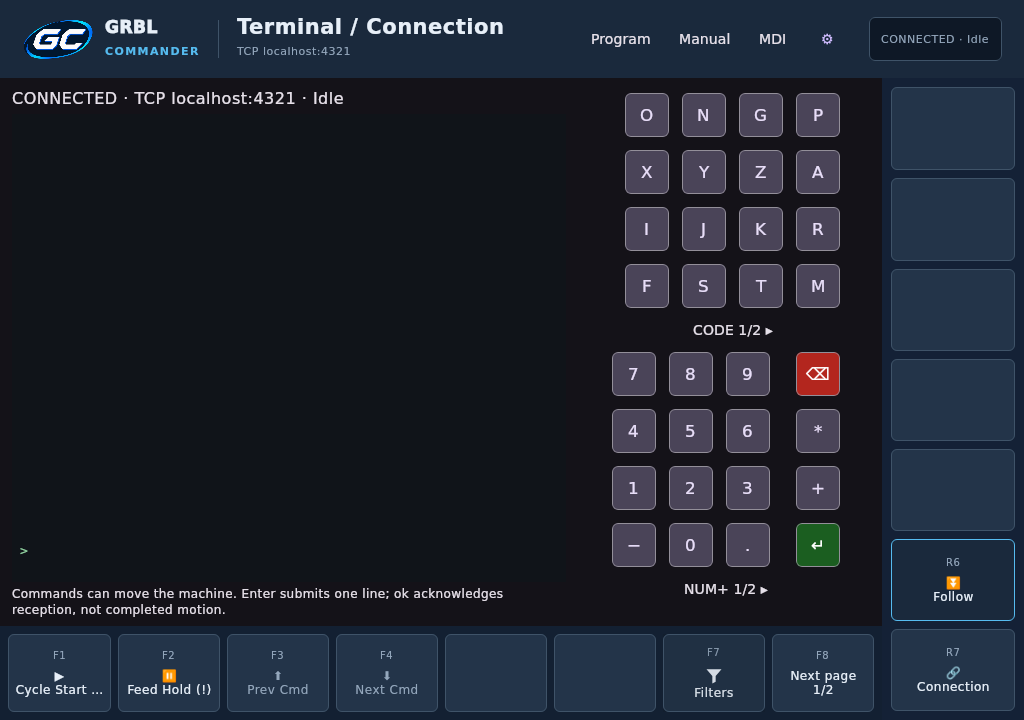 GC GRBL COMMANDER
Terminal / Connection
TCP localhost:4321
Program Manual MDI ⚙
CONNECTED · Idle
CONNECTED · TCP localhost:4321 · Idle
O N G P
X Y Z A
I J K R
F S T M
CODE 1/2 ▸
7 8 9 ⌫
4 5 6 *
1 2 3 +
− 0 . ↵
NUM+ 1/2 ▸
>
Commands can move the machine. Enter submits one line; ok acknowledges
reception, not completed motion.
R6
⏬
Follow
R7
🔗
Connection
F1
▶
Cycle Start ...
F2
⏸
Feed Hold (!)
F3
⬆
Prev Cmd
F4
⬇
Next Cmd
F7
Filters
F8
Next page
1/2